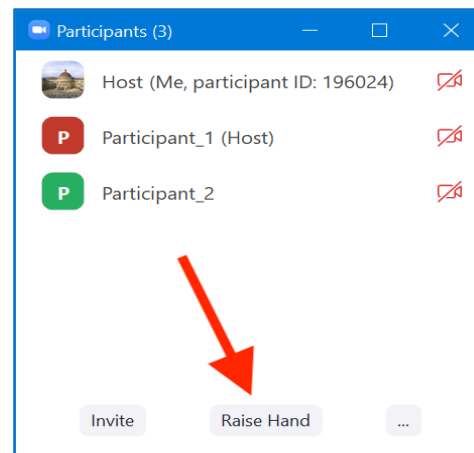 Participants (3)
Host (Me, participant ID: 196024)
P
Participant_1 (Host)
P
Participant_2
Invite
Raise Hand
...